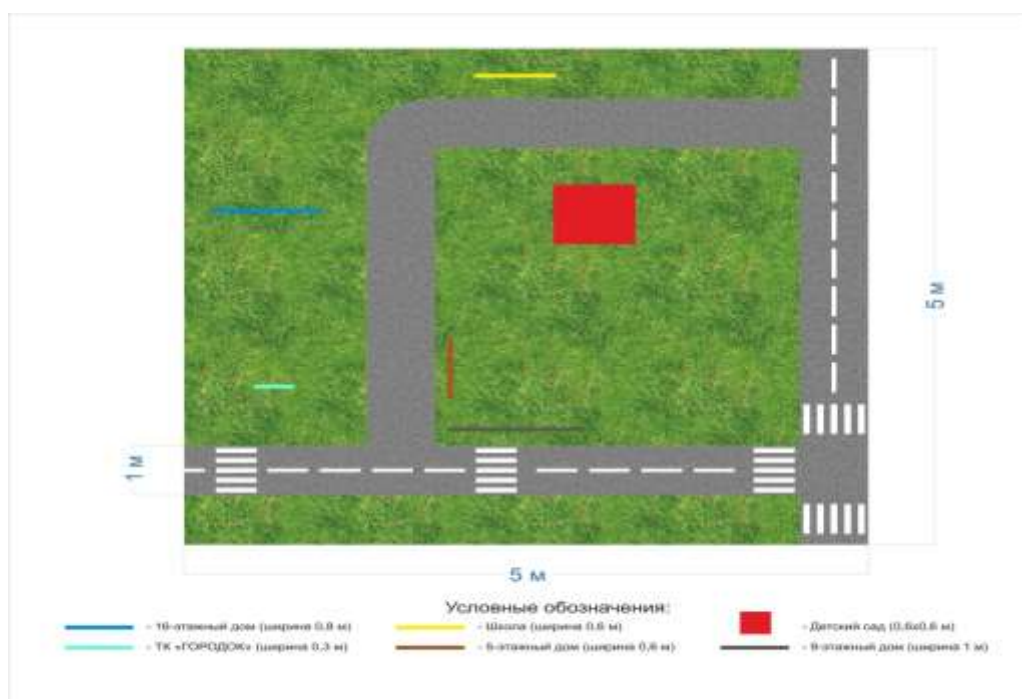 5 м
1 м
5 м
Условные обозначения:
- 16-этажный дом (ширина 0,8 м)
- Школа (ширина 0,6 м)
- Детский сад (0,6х0,6 м)
- ТК «ГОРОДОК» (ширина 0,3 м)
- 5-этажный дом (ширина 0,6 м)
- 9-этажный дом (ширина 1 м)